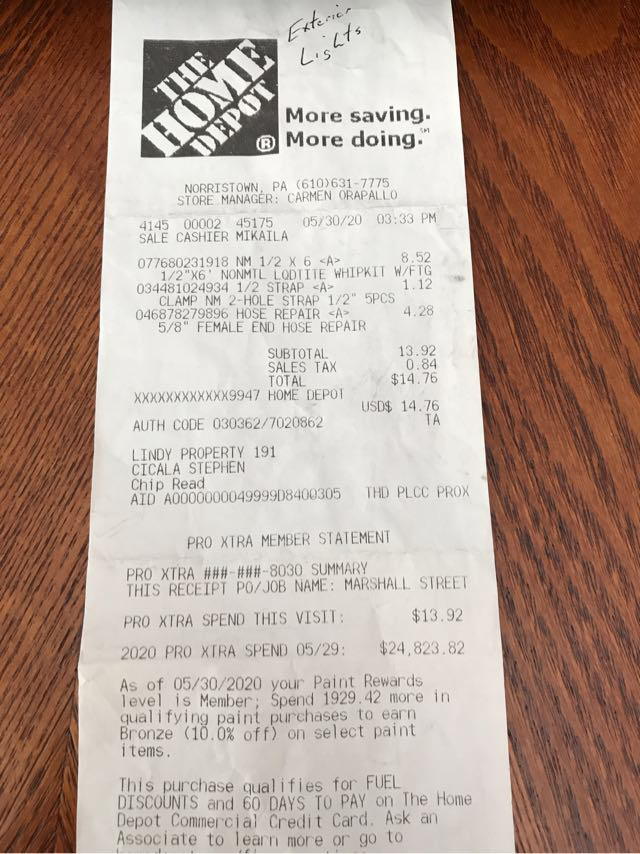 Exterior
Lights
THE
HOME
DEPOT
®
More saving.
More doing.℠
NORRISTOWN, PA (610)631-7775
STORE MANAGER: CARMEN ORAPALLO
4145 00002 45175 05/30/20 03:33 PM
SALE CASHIER MIKAILA
077680231918 NM 1/2 X 6 <A> 8.52
1/2"X6' NONMTL LQDTITE WHIPKIT W/FTG
034481024934 1/2 STRAP <A> 1.12
CLAMP NM 2-HOLE STRAP 1/2" 5PCS
046878279896 HOSE REPAIR <A> 4.28
5/8" FEMALE END HOSE REPAIR
SUBTOTAL 13.92
SALES TAX 0.84
TOTAL $14.76
XXXXXXXXXXXX9947 HOME DEPOT
USD$ 14.76
AUTH CODE 030362/7020862 TA
LINDY PROPERTY 191
CICALA STEPHEN
Chip Read
AID A0000000049999D8400305 THD PLCC PROX
PRO XTRA MEMBER STATEMENT
PRO XTRA ###-###-8030 SUMMARY
THIS RECEIPT PO/JOB NAME: MARSHALL STREET
PRO XTRA SPEND THIS VISIT: $13.92
2020 PRO XTRA SPEND 05/29: $24,823.82
As of 05/30/2020 your Paint Rewards
level is Member; Spend 1929.42 more in
qualifying paint purchases to earn
Bronze (10.0% off) on select paint
items.
This purchase qualifies for FUEL
DISCOUNTS and 60 DAYS TO PAY on The Home
Depot Commercial Credit Card. Ask an
Associate to learn more or go to